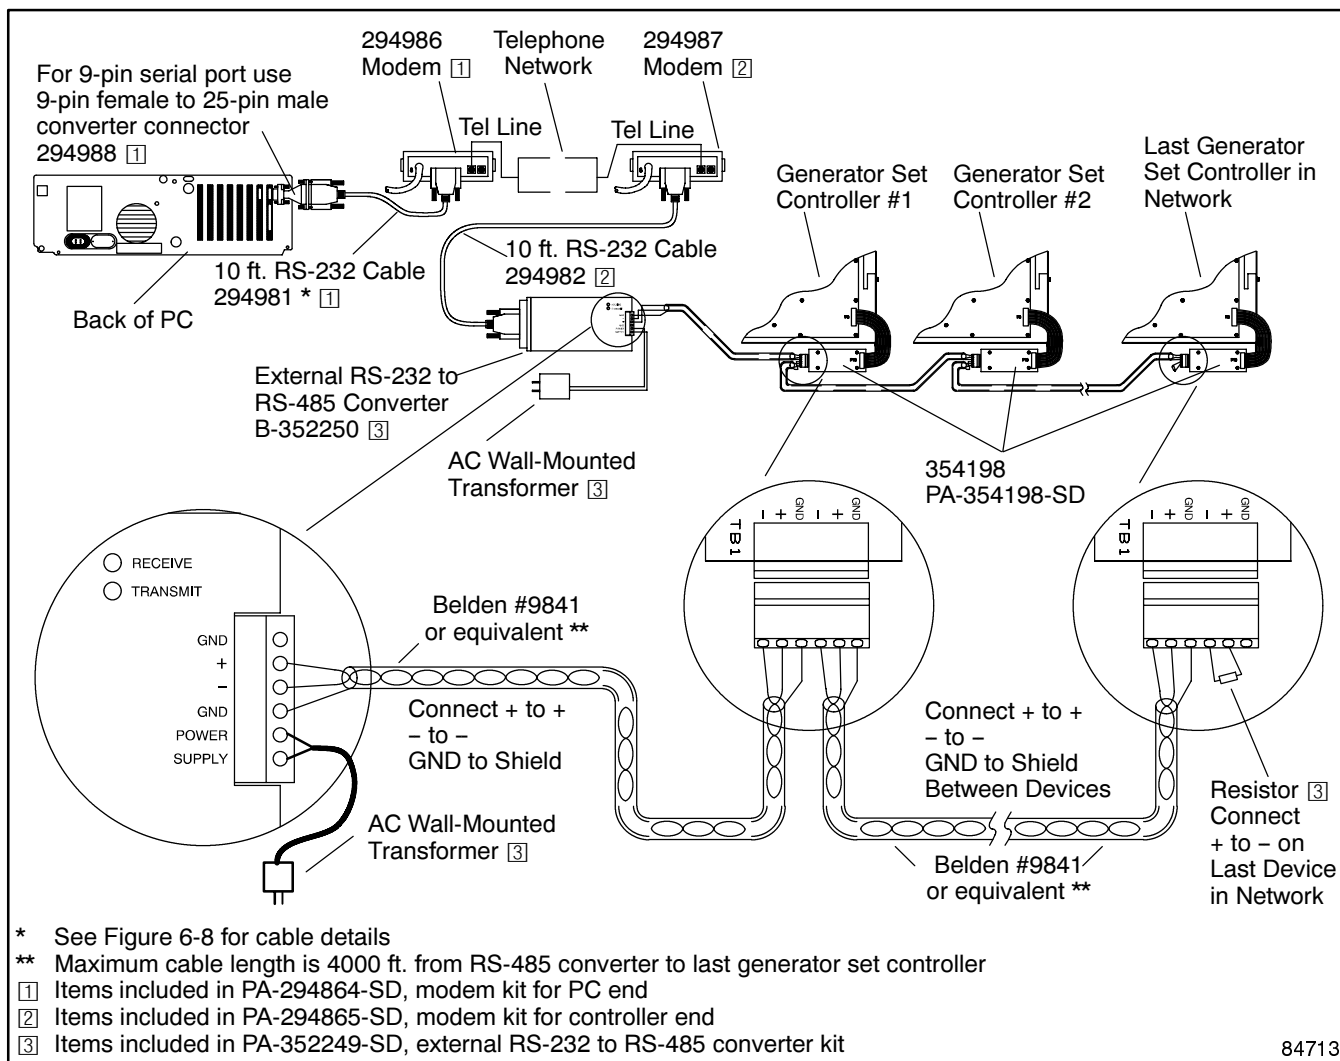 294986
Modem [1]
Telephone
Network
294987
Modem [2]
For 9-pin serial port use
9-pin female to 25-pin male
converter connector
294988 [1]
Tel Line
Tel Line
Generator Set
Controller #1
Generator Set
Controller #2
Last Generator
Set Controller in
Network
10 ft. RS-232 Cable
294981 * [1]
10 ft. RS-232 Cable
294982 [2]
Back of PC
External RS-232 to
RS-485 Converter
B-352250 [3]
AC Wall-Mounted
Transformer [3]
354198
PA-354198-SD
RECEIVE
TRANSMIT
GND
+
–
GND
POWER
SUPPLY
Belden #9841
or equivalent **
Connect + to +
– to –
GND to Shield
AC Wall-Mounted
Transformer [3]
– + GND – + GND
TB1
Connect + to +
– to –
GND to Shield
Between Devices
Belden #9841
or equivalent **
– + GND – + GND
TB1
Resistor [3]
Connect
+ to – on
Last Device
in Network
* See Figure 6-8 for cable details
** Maximum cable length is 4000 ft. from RS-485 converter to last generator set controller
[1] Items included in PA-294864-SD, modem kit for PC end
[2] Items included in PA-294865-SD, modem kit for controller end
[3] Items included in PA-352249-SD, external RS-232 to RS-485 converter kit
84713